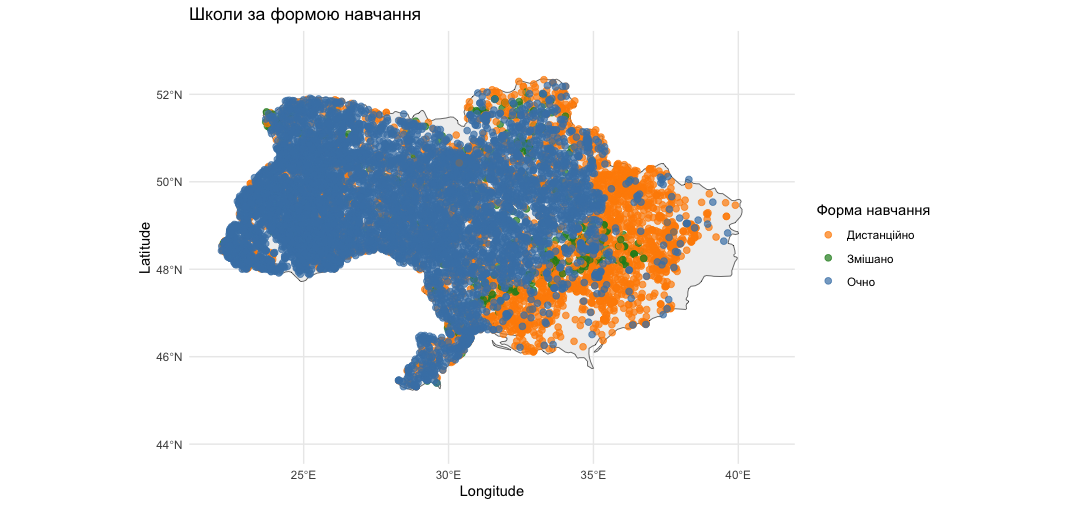 Школи за формою навчання
52°N
50°N
48°N
46°N
44°N
Latitude
25°E
30°E
35°E
40°E
Longitude
Форма навчання
Дистанційно
Змішано
Очно